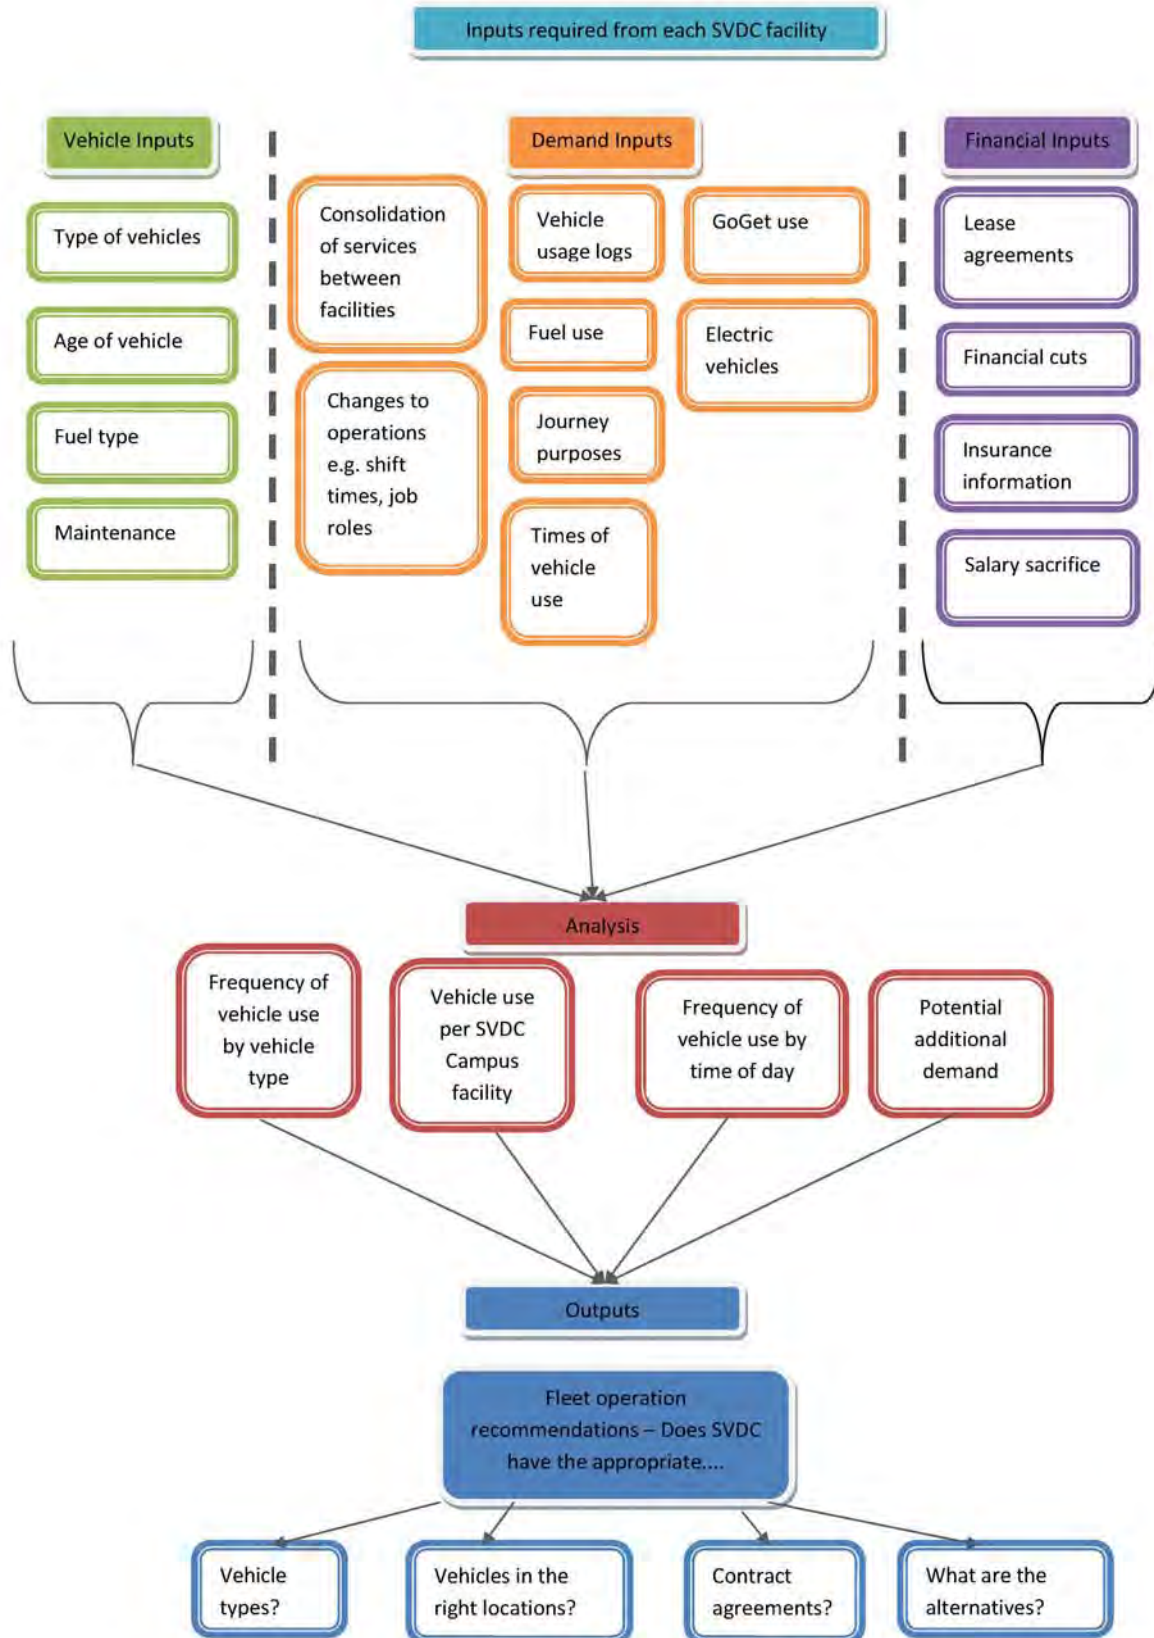 Inputs required from each SVDC facility
Vehicle Inputs
Type of vehicles
Age of vehicle
Fuel type
Maintenance
Demand Inputs
Consolidation
of services
between
facilities
Changes to
operations
e.g. shift
times, job
roles
Vehicle
usage logs
Fuel use
Journey
purposes
Times of
vehicle
use
GoGet use
Electric
vehicles
Financial Inputs
Lease
agreements
Financial cuts
Insurance
information
Salary sacrifice
Analysis
Frequency of
vehicle use
by vehicle
type
Vehicle use
per SVDC
Campus
facility
Frequency of
vehicle use by
time of day
Potential
additional
demand
Outputs
Fleet operation
recommendations – Does SVDC
have the appropriate....
Vehicle
types?
Vehicles in the
right locations?
Contract
agreements?
What are the
alternatives?